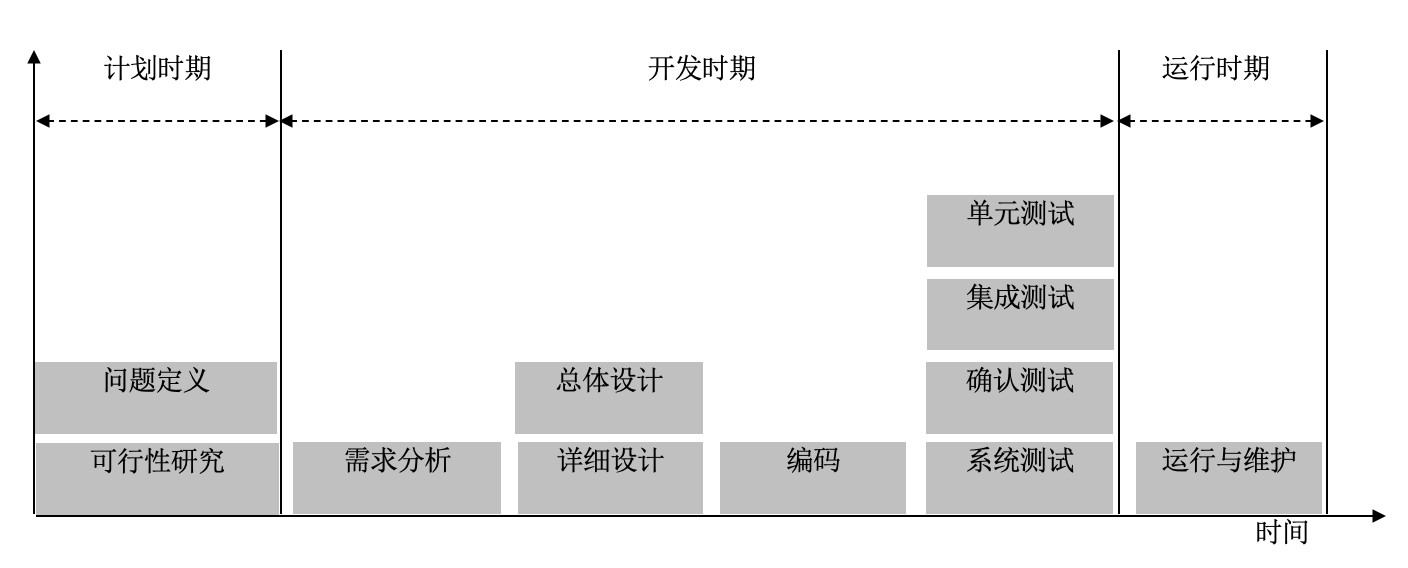 计划时期
开发时期
运行时期
单元测试
集成测试
问题定义
总体设计
确认测试
可行性研究
需求分析
详细设计
编码
系统测试
运行与维护
时间